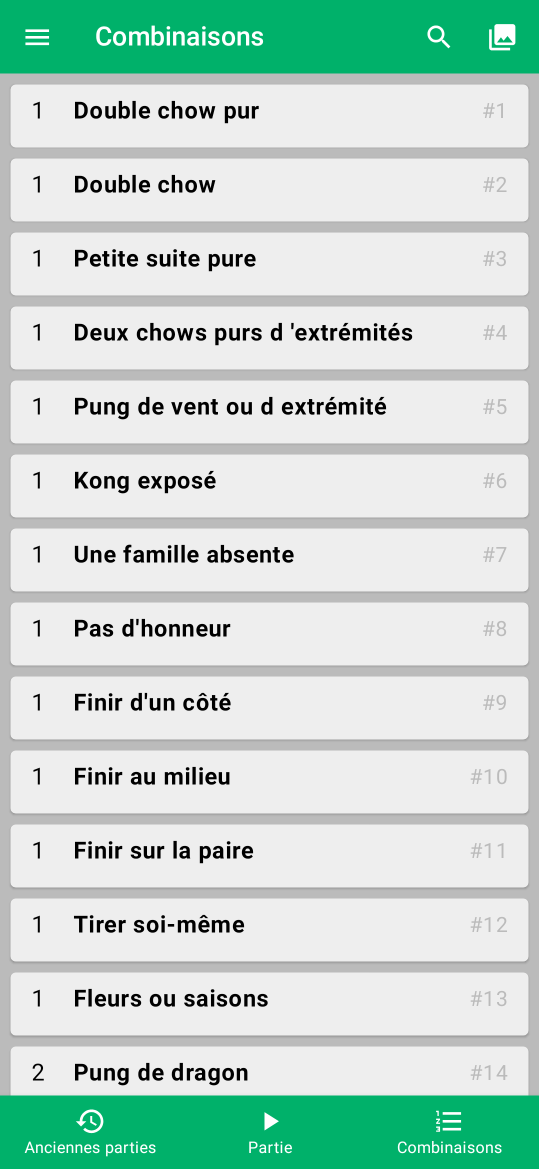 Combinaisons
1 Double chow pur #1
1 Double chow #2
1 Petite suite pure #3
1 Deux chows purs d 'extrémités #4
1 Pung de vent ou d extrémité #5
1 Kong exposé #6
1 Une famille absente #7
1 Pas d'honneur #8
1 Finir d'un côté #9
1 Finir au milieu #10
1 Finir sur la paire #11
1 Tirer soi-même #12
1 Fleurs ou saisons #13
2 Pung de dragon #14
Anciennes parties Partie Combinaisons